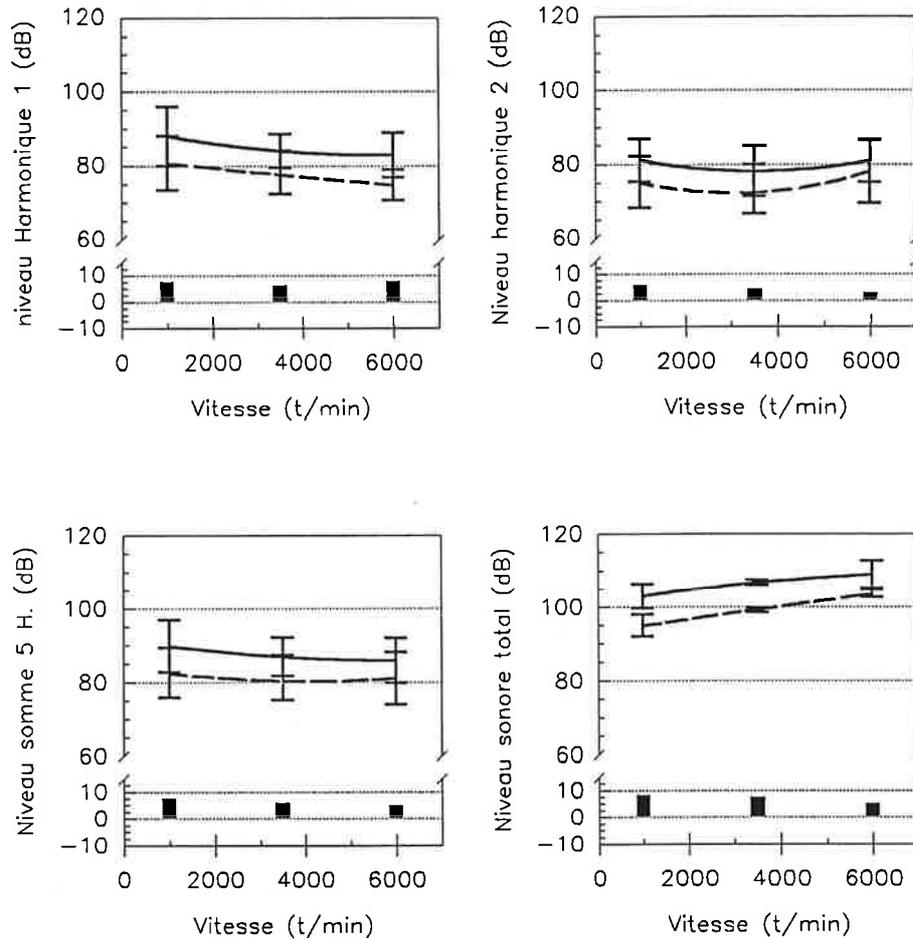 niveau Harmonique 1 (dB)
120
100
80
60
10
0
−10
0 2000 4000 6000
Vitesse (t/min)
Niveau harmonique 2 (dB)
120
100
80
60
10
0
−10
0 2000 4000 6000
Vitesse (t/min)
Niveau somme 5 H. (dB)
120
100
80
60
10
0
−10
0 2000 4000 6000
Vitesse (t/min)
Niveau sonore total (dB)
120
100
80
60
10
0
−10
0 2000 4000 6000
Vitesse (t/min)